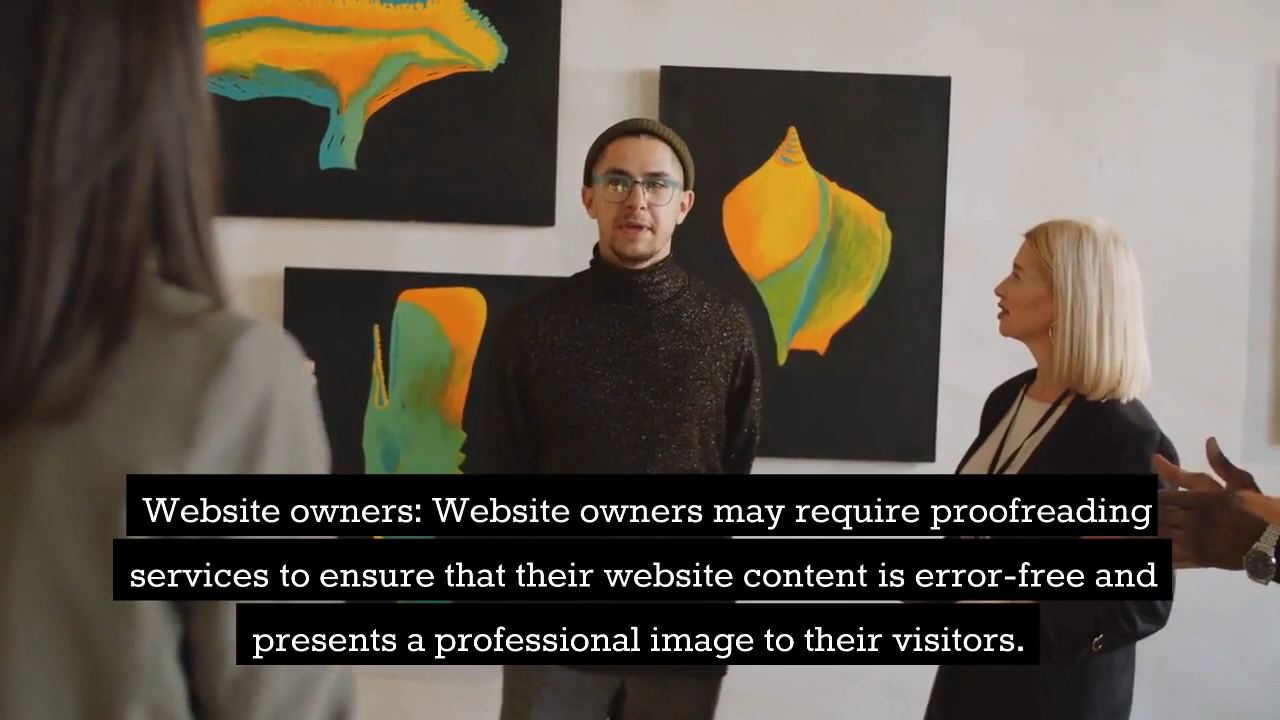 Website owners: Website owners may require proofreading
services to ensure that their website content is error-free and
presents a professional image to their visitors.